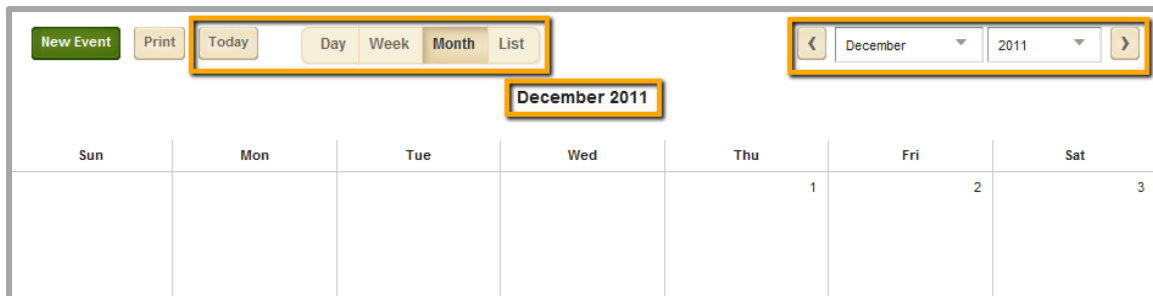 New Event Print Today Day Week Month List December 2011
December 2011
Sun Mon Tue Wed Thu Fri Sat
1 2 3